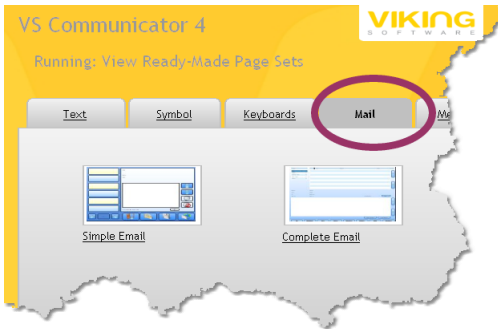 VS Communicator 4
VIKING
SOFTWARE
Running: View Ready-Made Page Sets
Text Symbol Keyboards Mail
Simple Email Complete Email